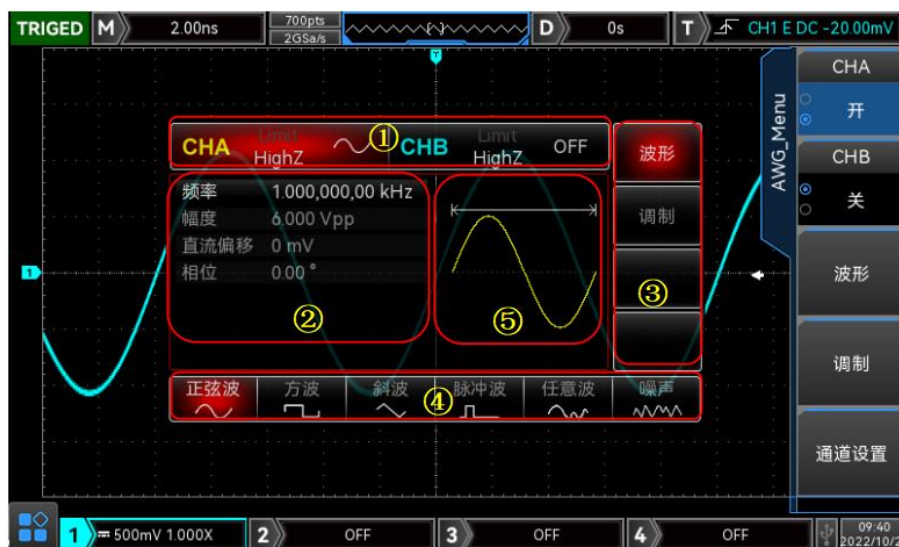 TRIGED M 2.00ns 700pts D 0s T CH1 E DC -20.00mV
2GSa/s
T
CHA
开
CHB
关
波形
调制
通道设置
AWG_Menu
CHA Limit HighZ ① CHB Limit HighZ OFF
波形
调制
③
频率 1.000,000,00 kHz
幅度 6.000 Vpp
直流偏移 0 mV
相位 0.00 °
②
⑤
1
正弦波 方波 斜波 ④ 脉冲波 任意波 噪声
1 500mV 1.000X 2 OFF 3 OFF 4 OFF 09:40